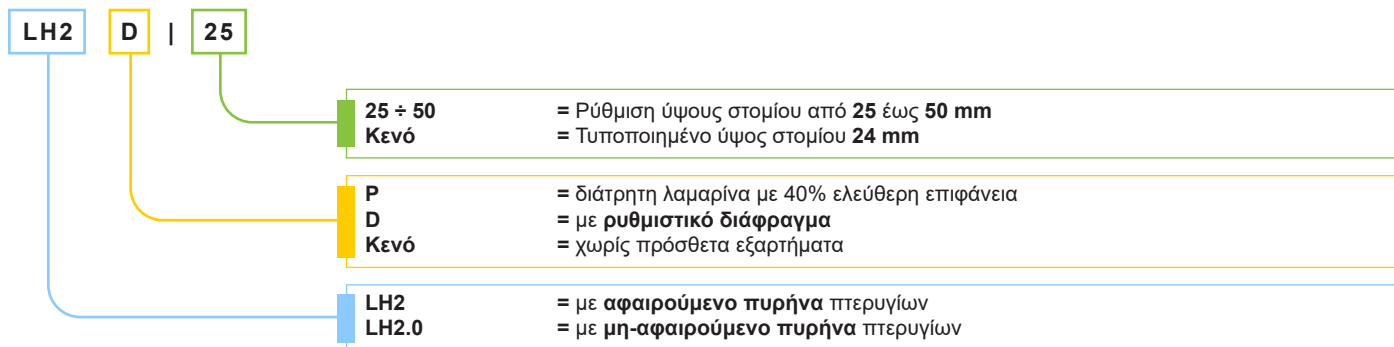 LH2 D | 25
25 ÷ 50 = Ρύθμιση ύψους στομίου από 25 έως 50 mm
Κενό = Τυποποιημένο ύψος στομίου 24 mm
P = διάτρητη λαμαρίνα με 40% ελεύθερη επιφάνεια
D = με ρυθμιστικό διάφραγμα
Κενό = χωρίς πρόσθετα εξαρτήματα
LH2 = με αφαιρούμενο πυρήνα πτερυγίων
LH2.0 = με μη-αφαιρούμενο πυρήνα πτερυγίων